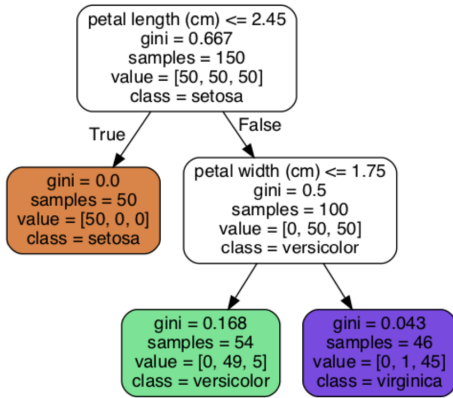 petal length (cm) <= 2.45
gini = 0.667
samples = 150
value = [50, 50, 50]
class = setosa
True
False
gini = 0.0
samples = 50
value = [50, 0, 0]
class = setosa
petal width (cm) <= 1.75
gini = 0.5
samples = 100
value = [0, 50, 50]
class = versicolor
gini = 0.168
samples = 54
value = [0, 49, 5]
class = versicolor
gini = 0.043
samples = 46
value = [0, 1, 45]
class = virginica